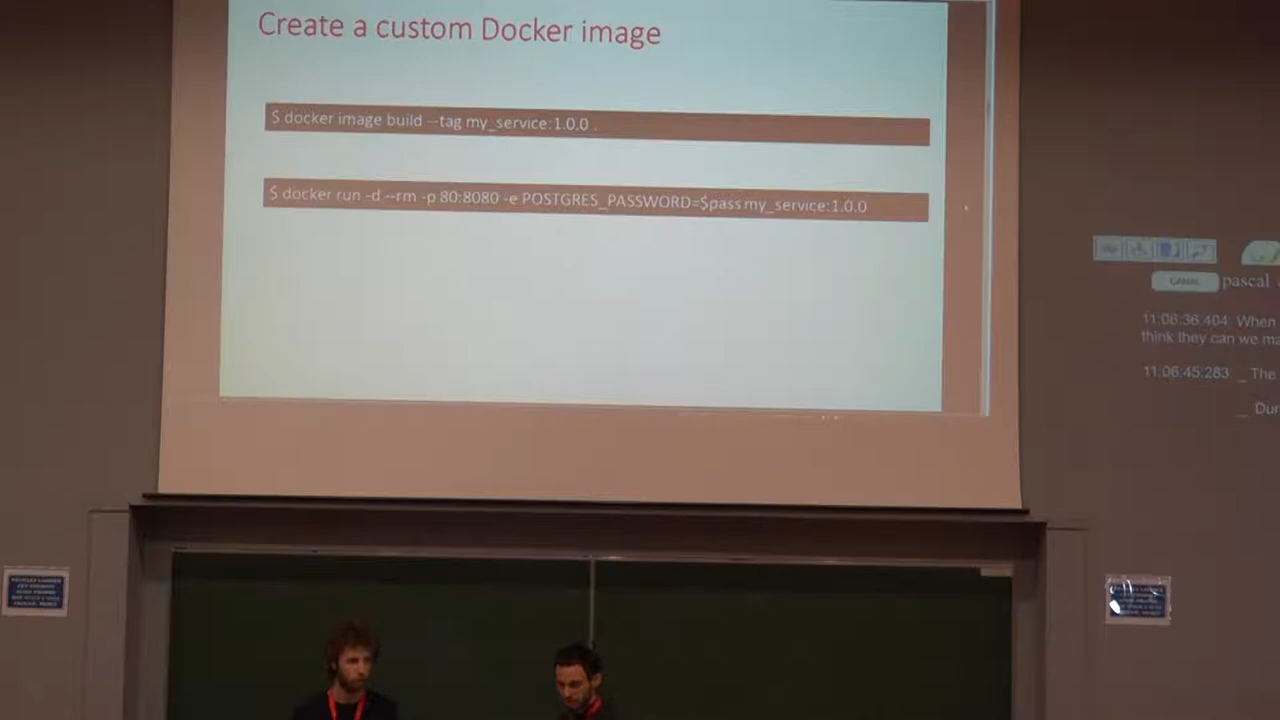 Create a custom Docker image
$ docker image build --tag my_service:1.0.0 .
$ docker run -d --rm -p 80:8080 -e POSTGRES_PASSWORD=$pass my_service:1.0.0
CANAL pascal
11:06:36.404 When
think they can we ma
11:06:45:283 _ The
_ Dur